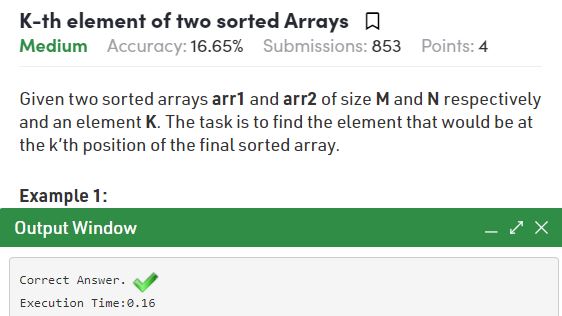 K-th element of two sorted Arrays
Medium Accuracy: 16.65% Submissions: 853 Points: 4
Given two sorted arrays arr1 and arr2 of size M and N respectively
and an element K. The task is to find the element that would be at
the k'th position of the final sorted array.
Example 1:
Output Window
Correct Answer.
Execution Time:0.16